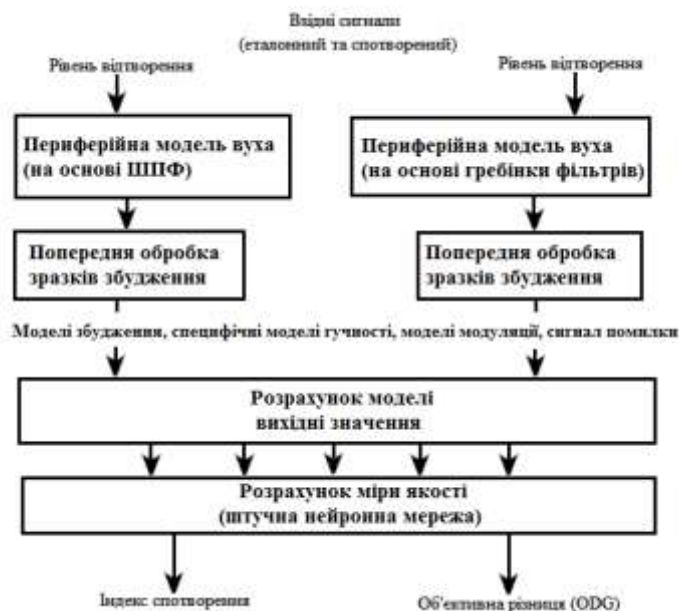 Вхідні сигнали
(еталонний та спотворений)
Рівень відтворення
Рівень відтворення
Периферійна модель вуха
(на основі ШПФ)
Периферійна модель вуха
(на основі гребінки фільтрів)
Попередня обробка
зразків збудження
Попередня обробка
зразків збудження
Моделі збудження, специфічні моделі гучності, моделі модуляції, сигнал помилки
Розрахунок моделі
вихідні значення
Розрахунок міри якості
(штучна нейронна мережа)
Індекс спотворення
Об'єктивна різниця (ODG)